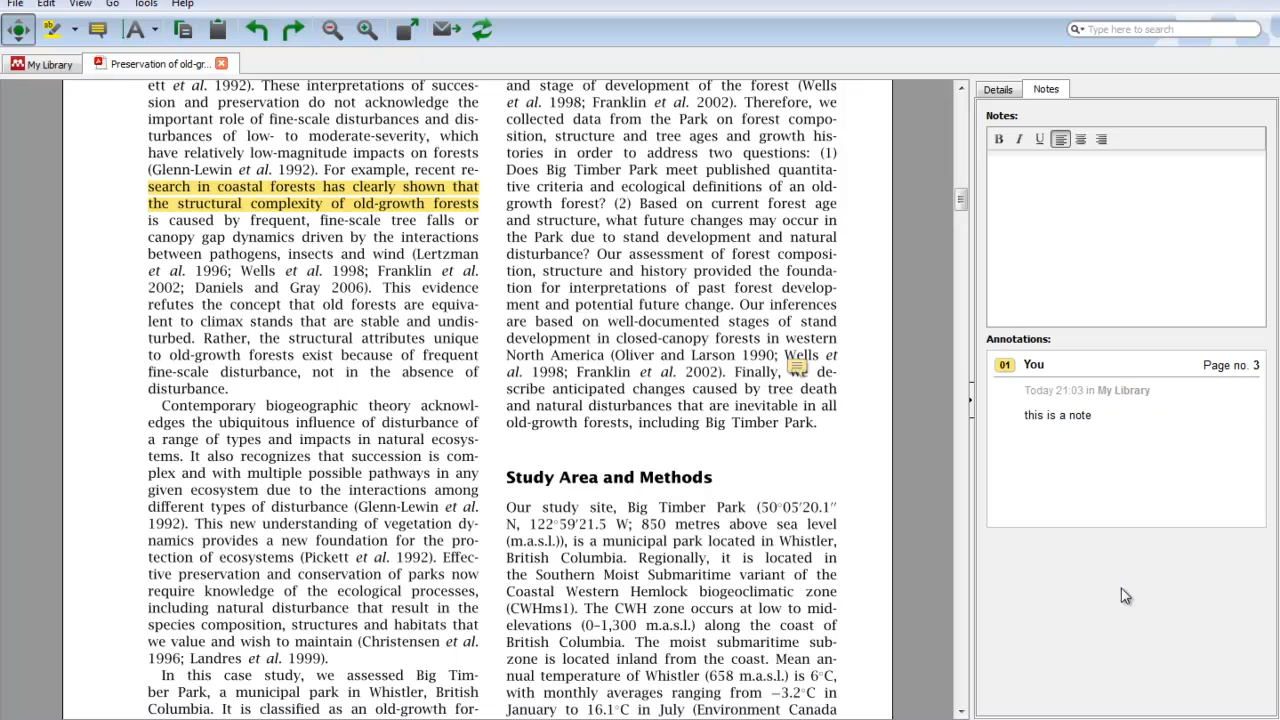 File Edit View Go Tools Help
Type here to search
My Library
Preservation of old-gr...
ett et al. 1992). These interpretations of succes-
sion and preservation do not acknowledge the
important role of fine-scale disturbances and dis-
turbances of low- to moderate-severity, which
have relatively low-magnitude impacts on forests
(Glenn-Lewin et al. 1992). For example, recent re-
search in coastal forests has clearly shown that
the structural complexity of old-growth forests
is caused by frequent, fine-scale tree falls or
canopy gap dynamics driven by the interactions
between pathogens, insects and wind (Lertzman
et al. 1996; Wells et al. 1998; Franklin et al.
2002; Daniels and Gray 2006). This evidence
refutes the concept that old forests are equiva-
lent to climax stands that are stable and undis-
turbed. Rather, the structural attributes unique
to old-growth forests exist because of frequent
fine-scale disturbance, not in the absence of
disturbance.
Contemporary biogeographic theory acknowl-
edges the ubiquitous influence of disturbance of
a range of types and impacts in natural ecosys-
tems. It also recognizes that succession is com-
plex and with multiple possible pathways in any
given ecosystem due to the interactions among
different types of disturbance (Glenn-Lewin et al.
1992). This new understanding of vegetation dy-
namics provides a new foundation for the pro-
tection of ecosystems (Pickett et al. 1992). Effec-
tive preservation and conservation of parks now
require knowledge of the ecological processes,
including natural disturbance that result in the
species composition, structures and habitats that
we value and wish to maintain (Christensen et al.
1996; Landres et al. 1999).
In this case study, we assessed Big Tim-
ber Park, a municipal park in Whistler, British
Columbia. It is classified as an old-growth for-
and stage of development of the forest (Wells
et al. 1998; Franklin et al. 2002). Therefore, we
collected data from the Park on forest compo-
sition, structure and tree ages and growth his-
tories in order to address two questions: (1)
Does Big Timber Park meet published quantita-
tive criteria and ecological definitions of an old-
growth forest? (2) Based on current forest age
and structure, what future changes may occur in
the Park due to stand development and natural
disturbance? Our assessment of forest composi-
tion, structure and history provided the founda-
tion for interpretations of past forest develop-
ment and potential future change. Our inferences
are based on well-documented stages of stand
development in closed-canopy forests in western
North America (Oliver and Larson 1990; Wells et
al. 1998; Franklin et al. 2002). Finally, we de-
scribe anticipated changes caused by tree death
and natural disturbances that are inevitable in all
old-growth forests, including Big Timber Park.
Study Area and Methods
Our study site, Big Timber Park (50°05′20.1″
N, 122°59′21.5 W; 850 metres above sea level
(m.a.s.l.)), is a municipal park located in Whistler,
British Columbia. Regionally, it is located in
the Southern Moist Submaritime variant of the
Coastal Western Hemlock biogeoclimatic zone
(CWHms1). The CWH zone occurs at low to mid-
elevations (0–1,300 m.a.s.l.) along the coast of
British Columbia. The moist submaritime sub-
zone is located inland from the coast. Mean an-
nual temperature of Whistler (658 m.a.s.l.) is 6°C,
with monthly averages ranging from −3.2°C in
January to 16.1°C in July (Environment Canada
Details Notes
Notes:
B I U
Annotations:
01 You Page no. 3
Today 21:03 in My Library
this is a note